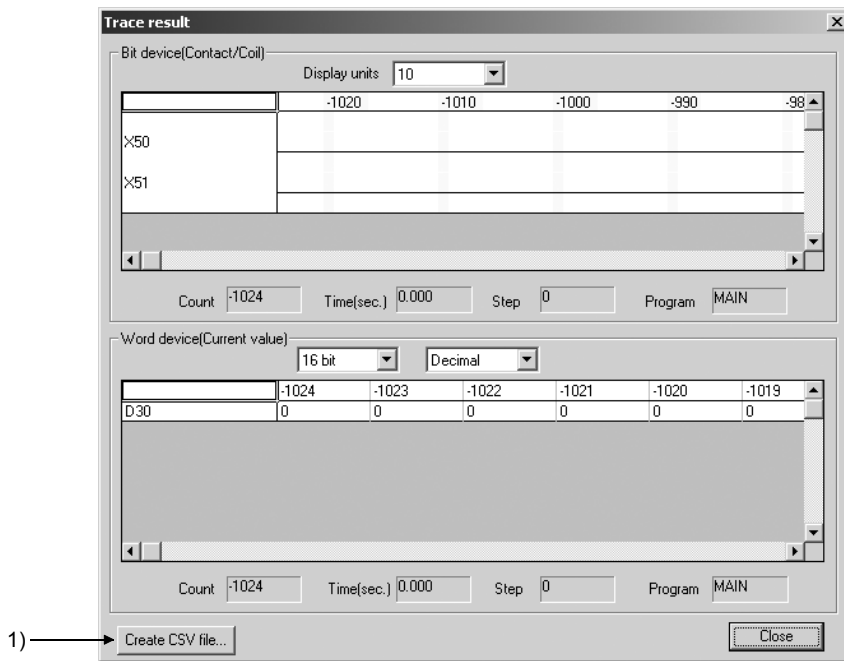 Trace result
Bit device(Contact/Coil)
Display units 10
-1020 -1010 -1000 -990 -98
X50
X51
Count -1024 Time(sec.) 0.000 Step 0 Program MAIN
Word device(Current value)
16 bit Decimal
-1024 -1023 -1022 -1021 -1020 -1019
D30 0 0 0 0 0 0
Count -1024 Time(sec.) 0.000 Step 0 Program MAIN
1) Create CSV file... Close